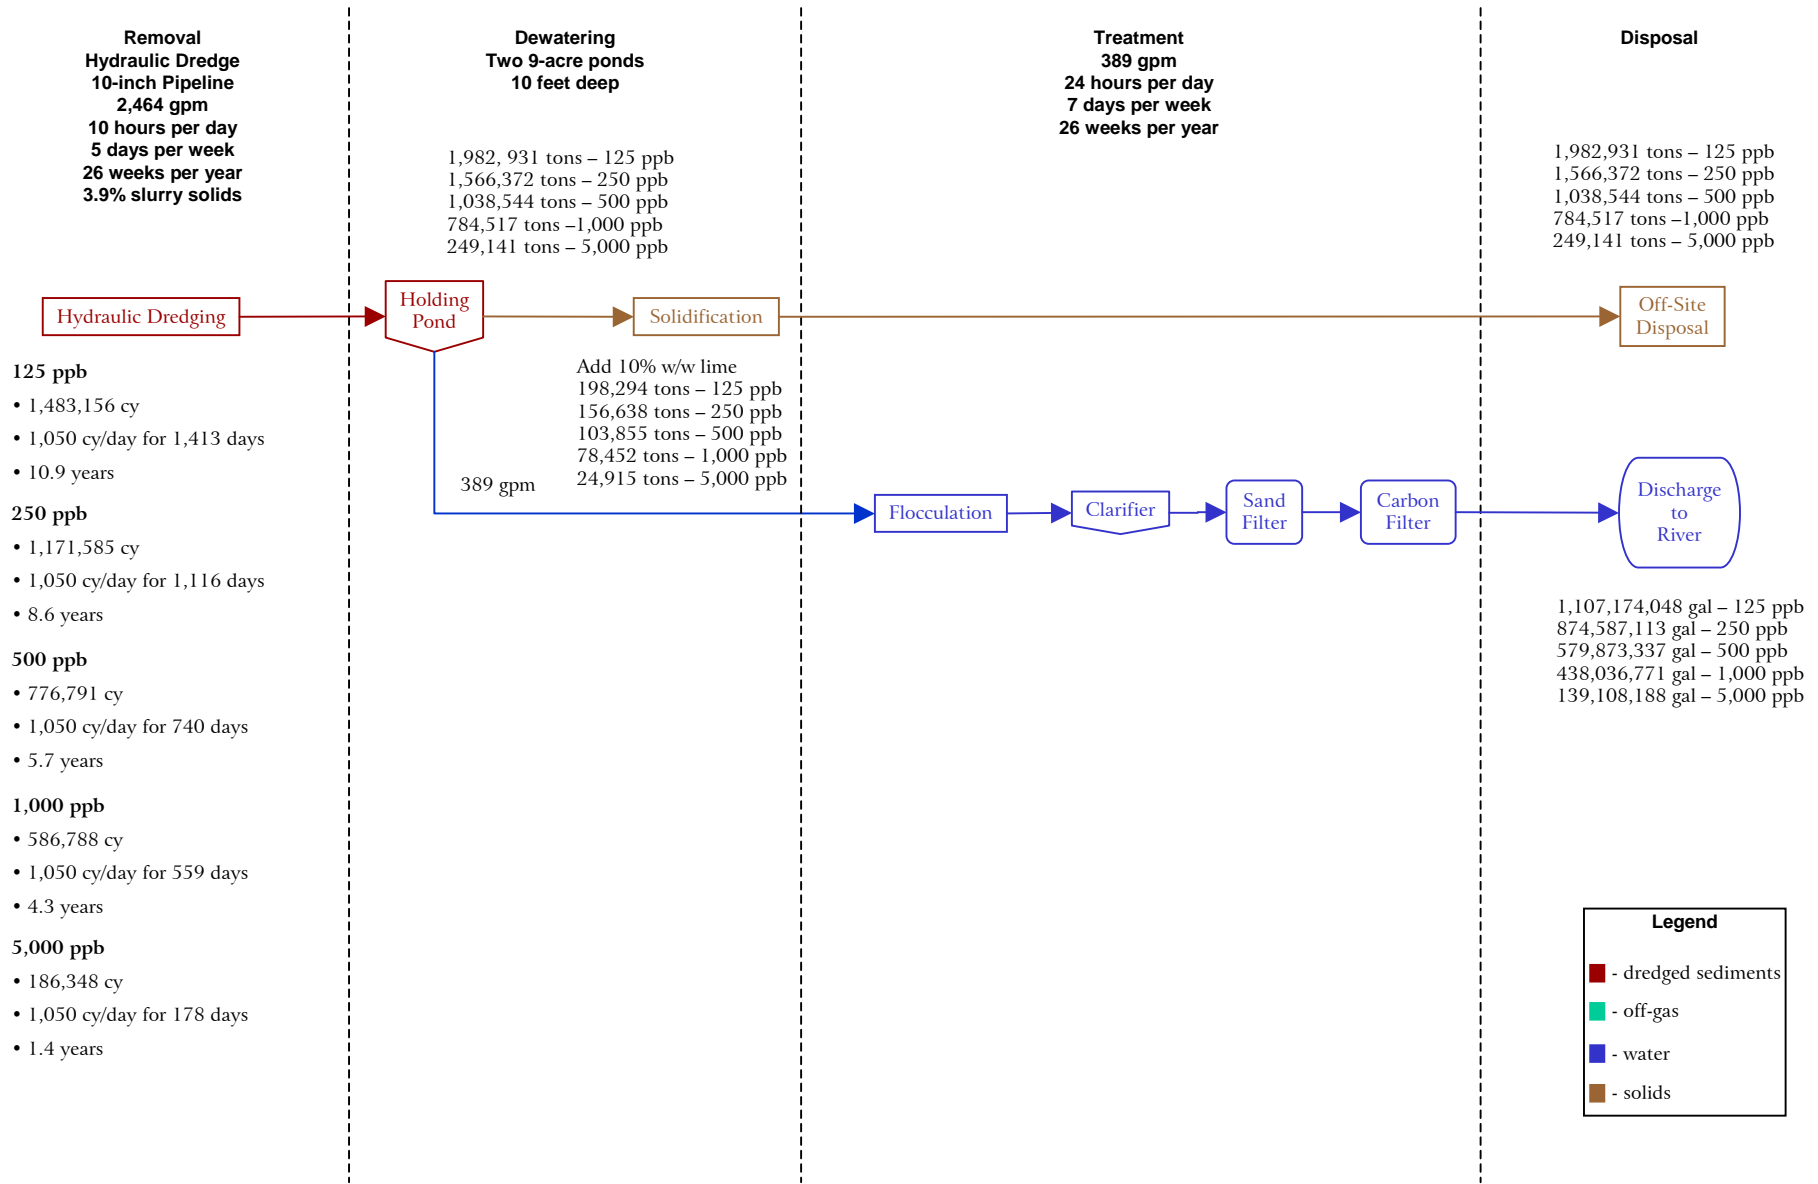 Removal
Hydraulic Dredge
10-inch Pipeline
2,464 gpm
10 hours per day
5 days per week
26 weeks per year
3.9% slurry solids
Dewatering
Two 9-acre ponds
10 feet deep
Treatment
389 gpm
24 hours per day
7 days per week
26 weeks per year
Disposal
1,982, 931 tons – 125 ppb
1,566,372 tons – 250 ppb
1,038,544 tons – 500 ppb
784,517 tons –1,000 ppb
249,141 tons – 5,000 ppb
1,982,931 tons – 125 ppb
1,566,372 tons – 250 ppb
1,038,544 tons – 500 ppb
784,517 tons –1,000 ppb
249,141 tons – 5,000 ppb
Hydraulic Dredging
Holding
Pond
Solidification
Off-Site
Disposal
Add 10% w/w lime
198,294 tons – 125 ppb
156,638 tons – 250 ppb
103,855 tons – 500 ppb
78,452 tons – 1,000 ppb
24,915 tons – 5,000 ppb
389 gpm
Flocculation
Clarifier
Sand
Filter
Carbon
Filter
Discharge
to
River
1,107,174,048 gal – 125 ppb
874,587,113 gal – 250 ppb
579,873,337 gal – 500 ppb
438,036,771 gal – 1,000 ppb
139,108,188 gal – 5,000 ppb
125 ppb
• 1,483,156 cy
• 1,050 cy/day for 1,413 days
• 10.9 years
250 ppb
• 1,171,585 cy
• 1,050 cy/day for 1,116 days
• 8.6 years
500 ppb
• 776,791 cy
• 1,050 cy/day for 740 days
• 5.7 years
1,000 ppb
• 586,788 cy
• 1,050 cy/day for 559 days
• 4.3 years
5,000 ppb
• 186,348 cy
• 1,050 cy/day for 178 days
• 1.4 years
Legend
- dredged sediments
- off-gas
- water
- solids